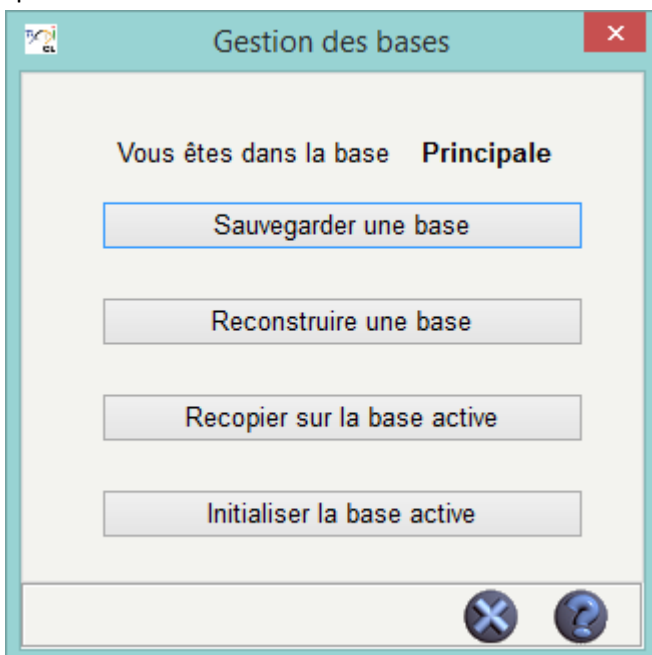 Gestion des bases
Vous êtes dans la base Principale
Sauvegarder une base
Reconstruire une base
Recopier sur la base active
Initialiser la base active